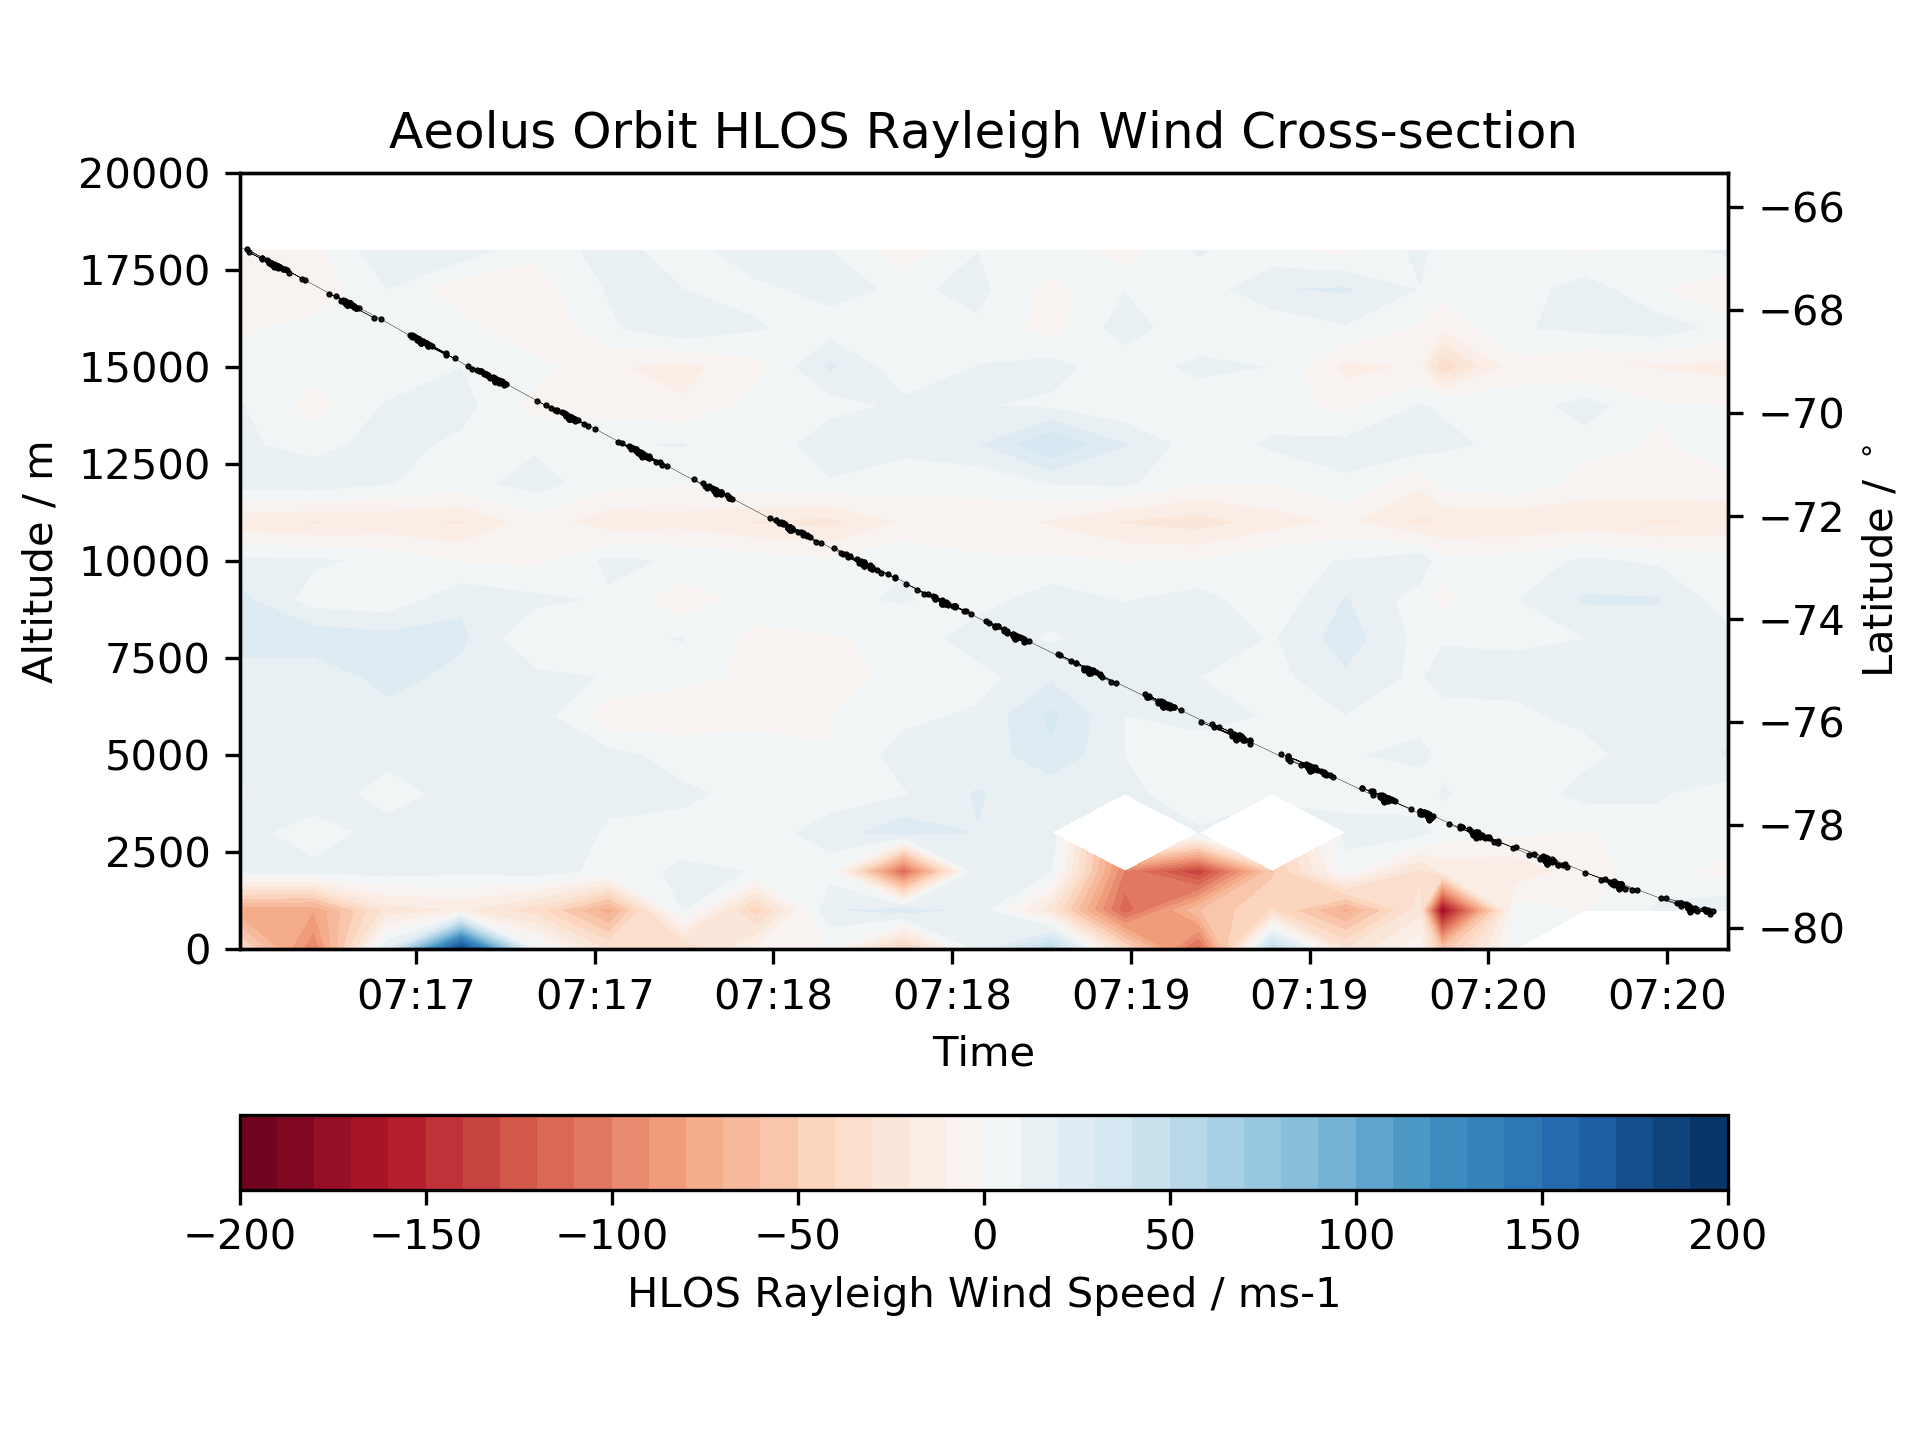 Aeolus Orbit HLOS Rayleigh Wind Cross-section
20000
17500
15000
12500
10000
7500
5000
2500
0
Altitude / m
−66
−68
−70
−72
−74
−76
−78
−80
Latitude / °
07:17 07:17 07:18 07:18 07:19 07:19 07:20 07:20
Time
−200 −150 −100 −50 0 50 100 150 200
HLOS Rayleigh Wind Speed / ms-1